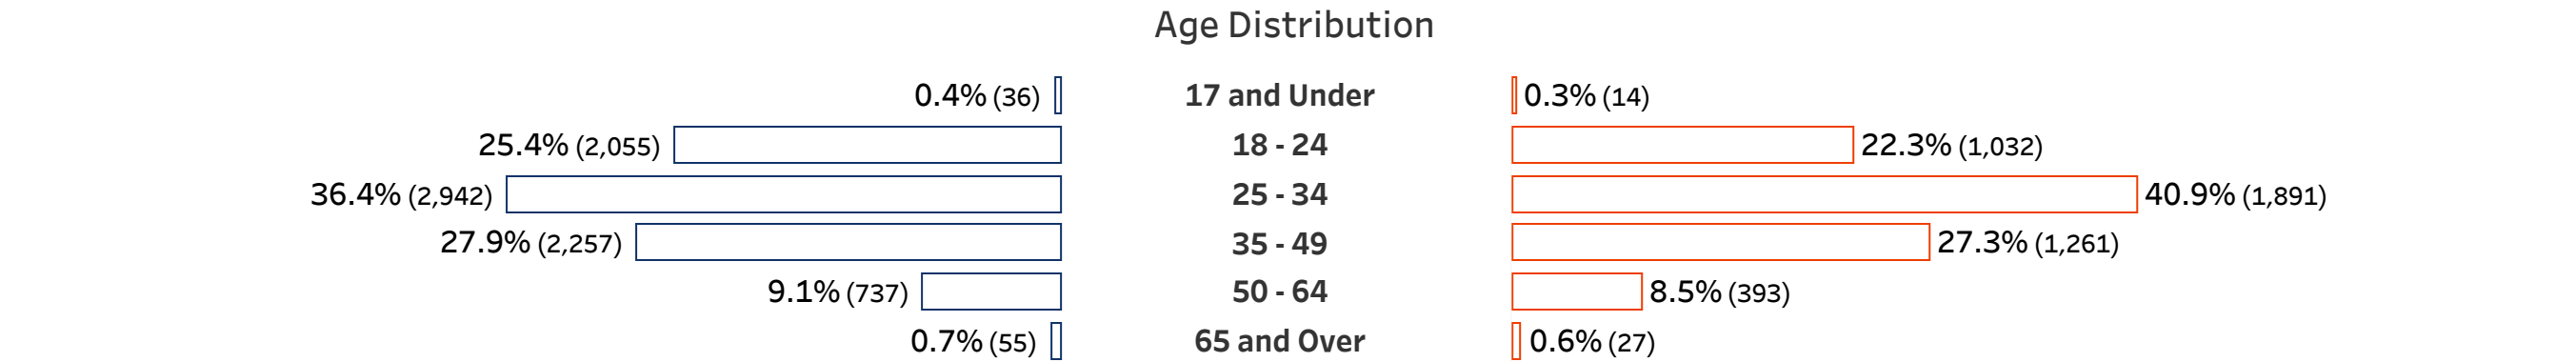 Age Distribution
0.4% (36) 17 and Under 0.3% (14)
25.4% (2,055) 18 - 24 22.3% (1,032)
36.4% (2,942) 25 - 34 40.9% (1,891)
27.9% (2,257) 35 - 49 27.3% (1,261)
9.1% (737) 50 - 64 8.5% (393)
0.7% (55) 65 and Over 0.6% (27)